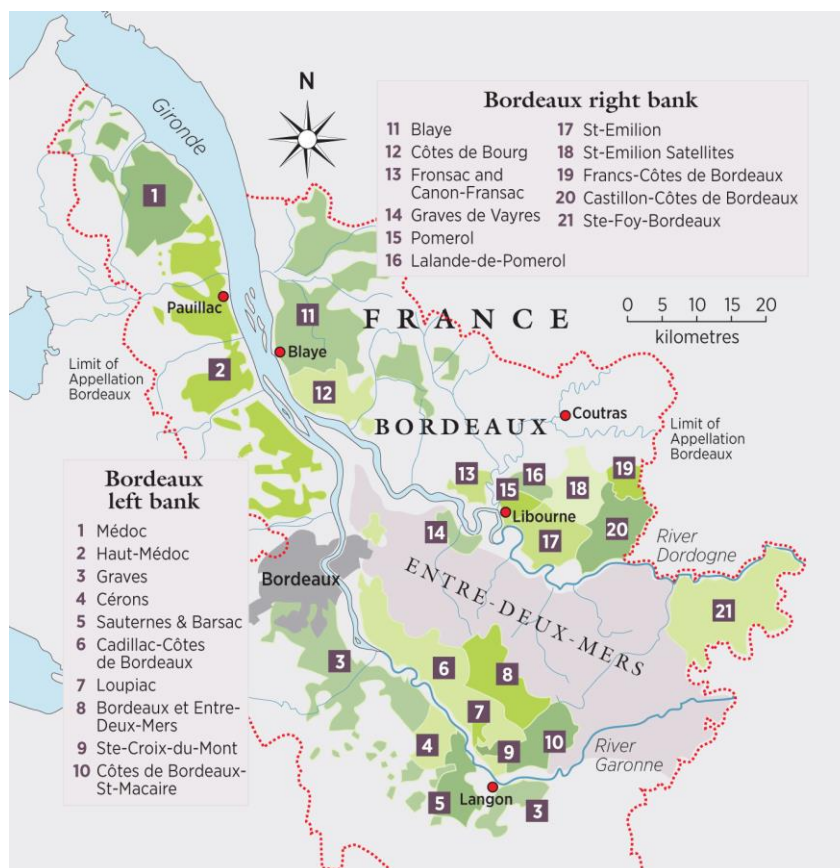 Gironde
N
Bordeaux right bank
11 Blaye
12 Côtes de Bourg
13 Fronsac and
Canon-Fransac
14 Graves de Vayres
15 Pomerol
16 Lalande-de-Pomerol
17 St-Emilion
18 St-Emilion Satellites
19 Francs-Côtes de Bordeaux
20 Castillon-Côtes de Bordeaux
21 Ste-Foy-Bordeaux
1
Pauillac
11
FRANCE
0 5 10 15 20
kilometres
Limit of
Appellation
Bordeaux
2
Blaye
12
BORDEAUX
Coutras
Limit of
Appellation
Bordeaux
13
16
15
18
19
Libourne
14
17
20
River
Dordogne
Bordeaux
left bank
1 Médoc
2 Haut-Médoc
3 Graves
4 Cérons
5 Sauternes & Barsac
6 Cadillac-Côtes
de Bordeaux
7 Loupiac
8 Bordeaux et Entre-
Deux-Mers
9 Ste-Croix-du-Mont
10 Côtes de Bordeaux-
St-Macaire
Bordeaux
ENTRE-DEUX-MERS
21
3
6
8
7
4
9
10
River
Garonne
Langon
5
3